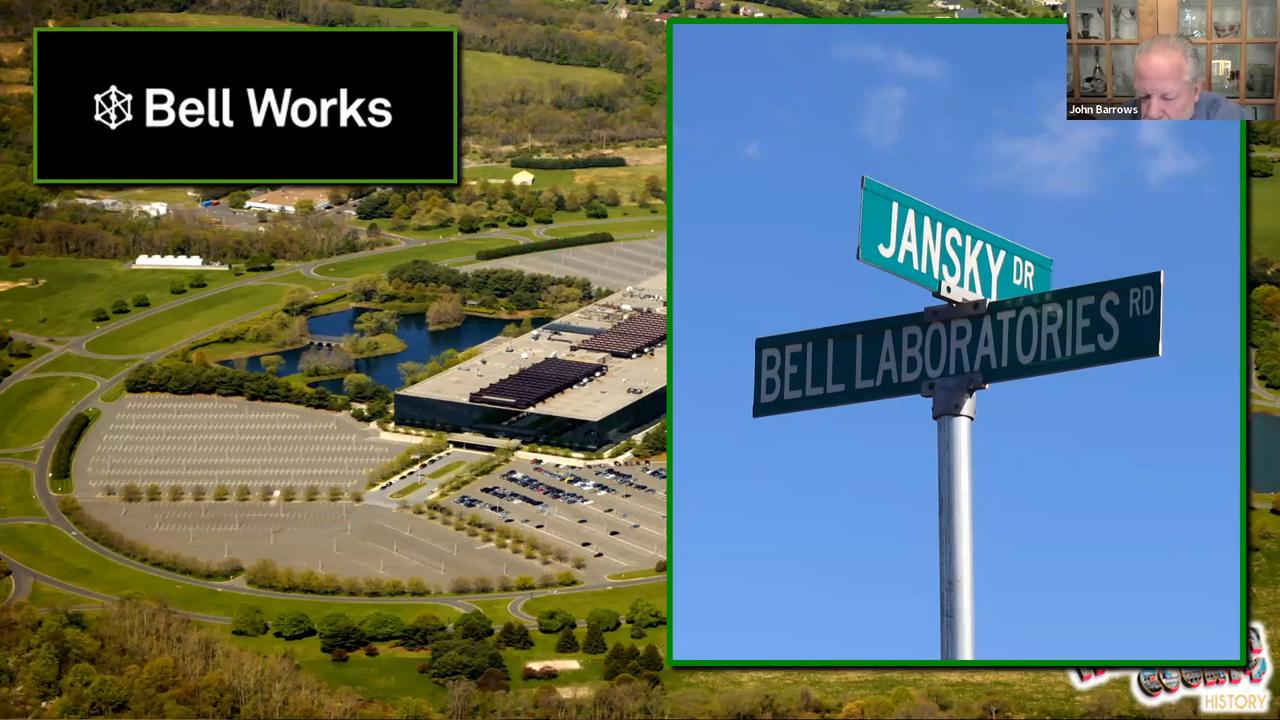 Bell Works
John Barrows
JANSKY DR
BELL LABORATORIES RD
HISTORY